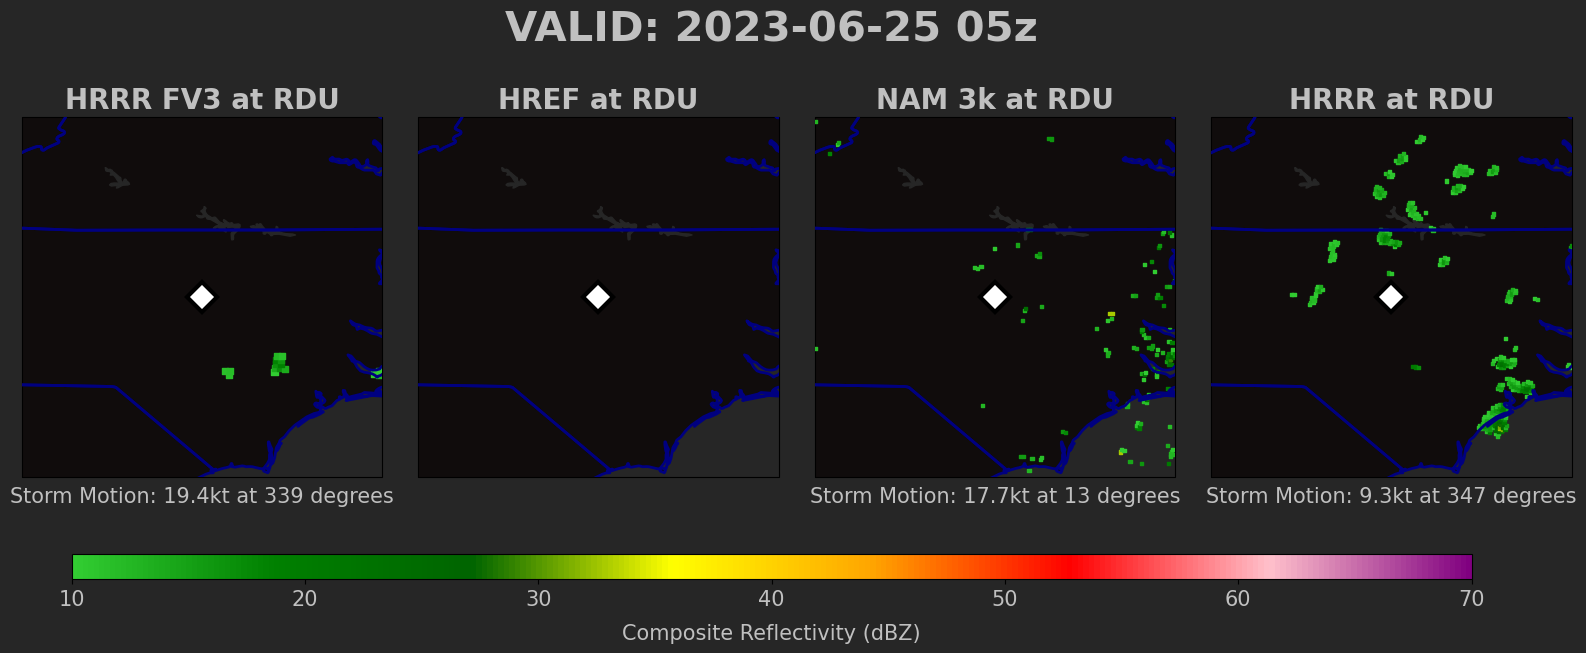 VALID: 2023-06-25 05z
HRRR FV3 at RDU
HREF at RDU
NAM 3k at RDU
HRRR at RDU
Storm Motion: 19.4kt at 339 degrees
Storm Motion: 17.7kt at 13 degrees
Storm Motion: 9.3kt at 347 degrees
10 20 30 40 50 60 70
Composite Reflectivity (dBZ)